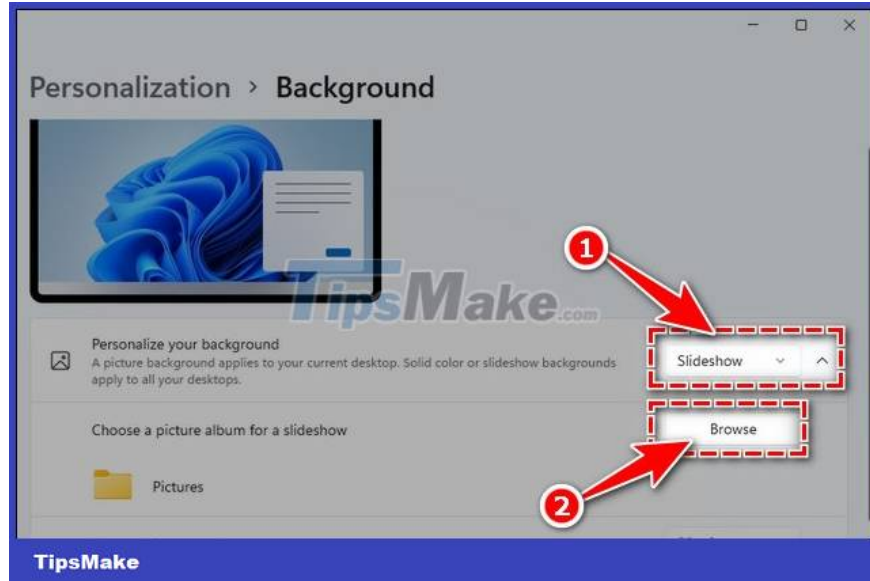 Personalization > Background
TipsMake.com
1
Personalize your background
A picture background applies to your current desktop. Solid color or slideshow backgrounds
apply to all your desktops.
Slideshow
Choose a picture album for a slideshow
Browse
Pictures
2
TipsMake